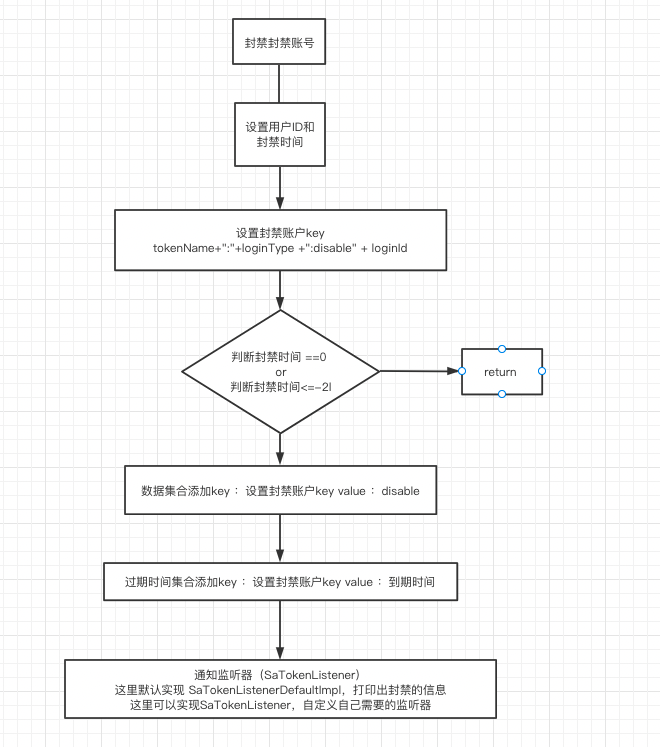 封禁封禁账号
设置用户ID和
封禁时间
设置封禁账户key
tokenName+":"+loginType +":disable" + loginId
判断封禁时间 ==0
or
判断封禁时间<=-2l
return
数据集合添加key： 设置封禁账户key value： disable
过期时间集合添加key： 设置封禁账户key value： 到期时间
通知监听器（SaTokenListener）
这里默认实现 SaTokenListenerDefaultImpl，打印出封禁的信息
这里可以实现SaTokenListener，自定义自己需要的监听器